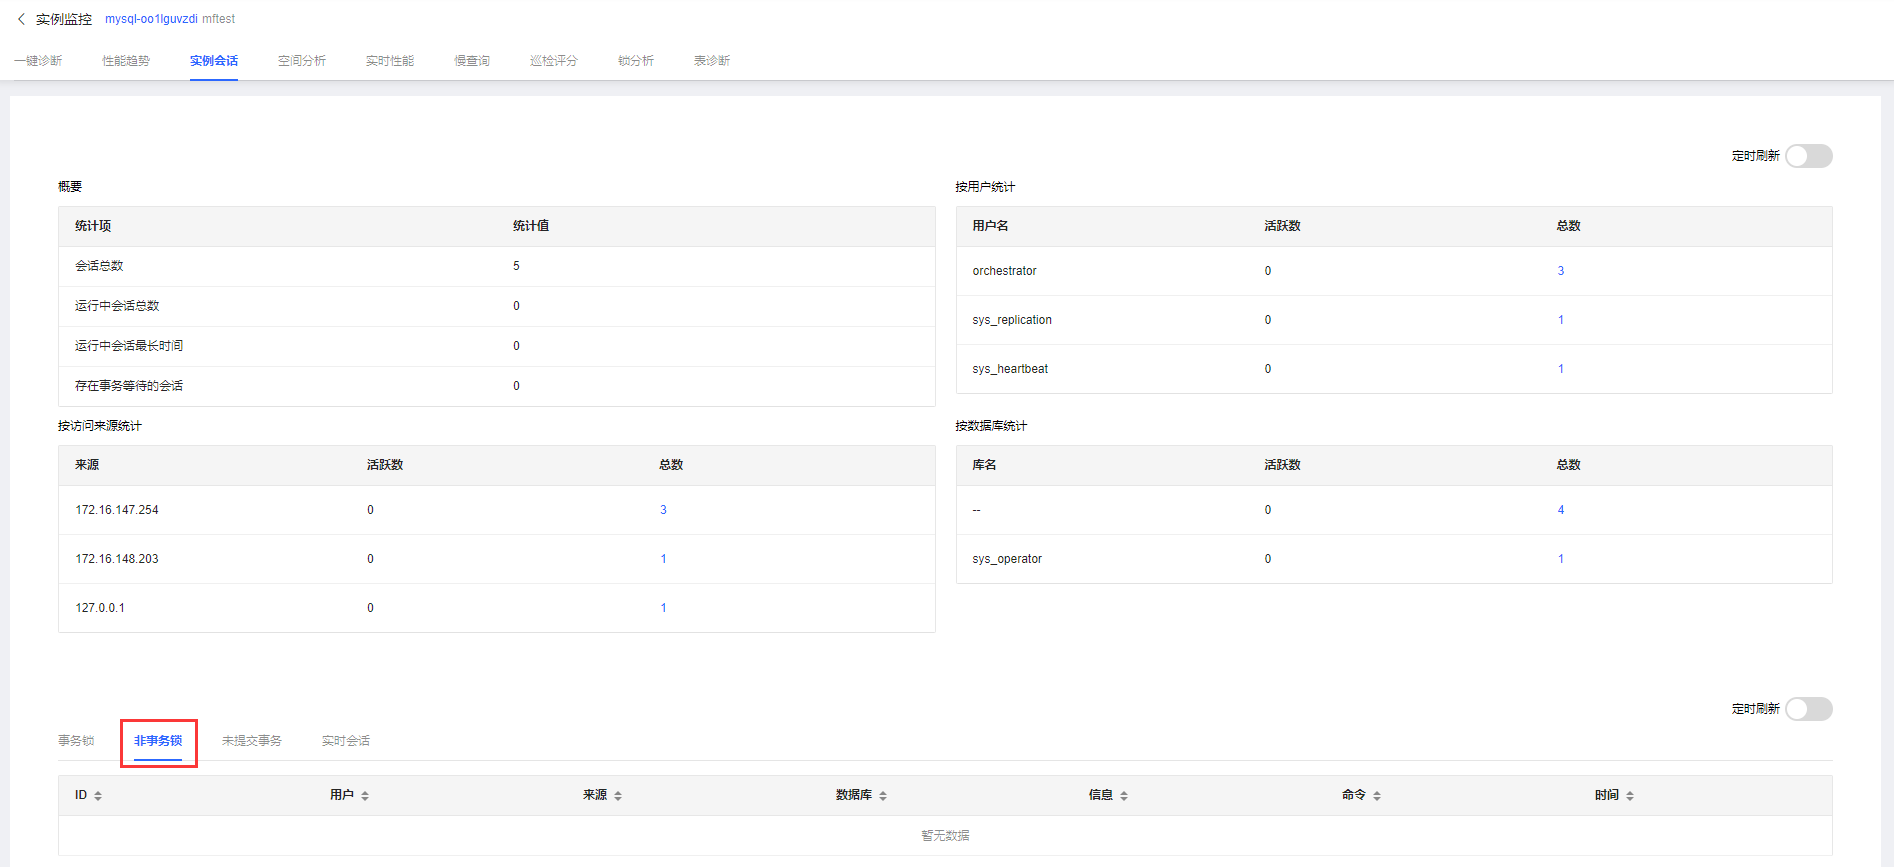 实例监控 mysql-oo1lguvzdi mftest
一键诊断 性能趋势 实例会话 空间分析 实时性能 慢查询 巡检评分 锁分析 表诊断
定时刷新
概要
统计项 统计值
会话总数 5
运行中会话总数 0
运行中会话最长时间 0
存在事务等待的会话 0
按用户统计
用户名 活跃数 总数
orchestrator 0 3
sys_replication 0 1
sys_heartbeat 0 1
按访问来源统计
来源 活跃数 总数
172.16.147.254 0 3
172.16.148.203 0 1
127.0.0.1 0 1
按数据库统计
库名 活跃数 总数
-- 0 4
sys_operator 0 1
定时刷新
事务锁 非事务锁 未提交事务 实时会话
ID 用户 来源 数据库 信息 命令 时间
暂无数据